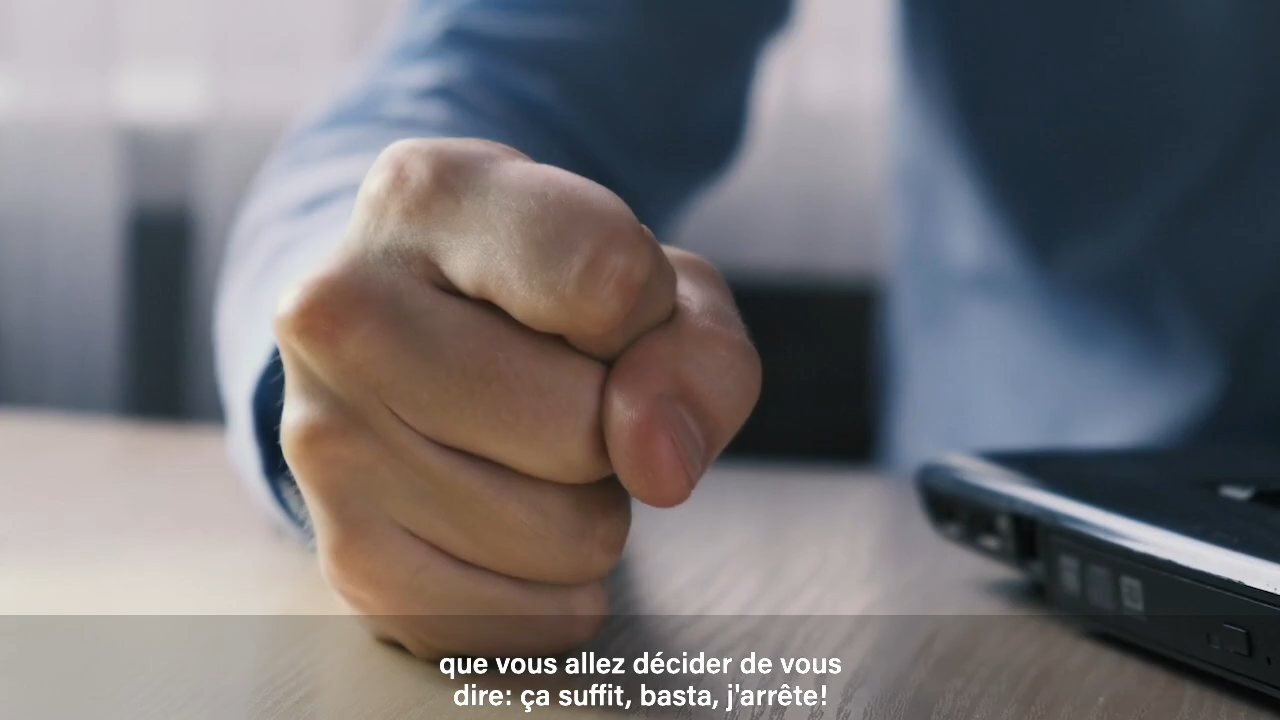 que vous allez décider de vous
dire: ça suffit, basta, j'arrête!